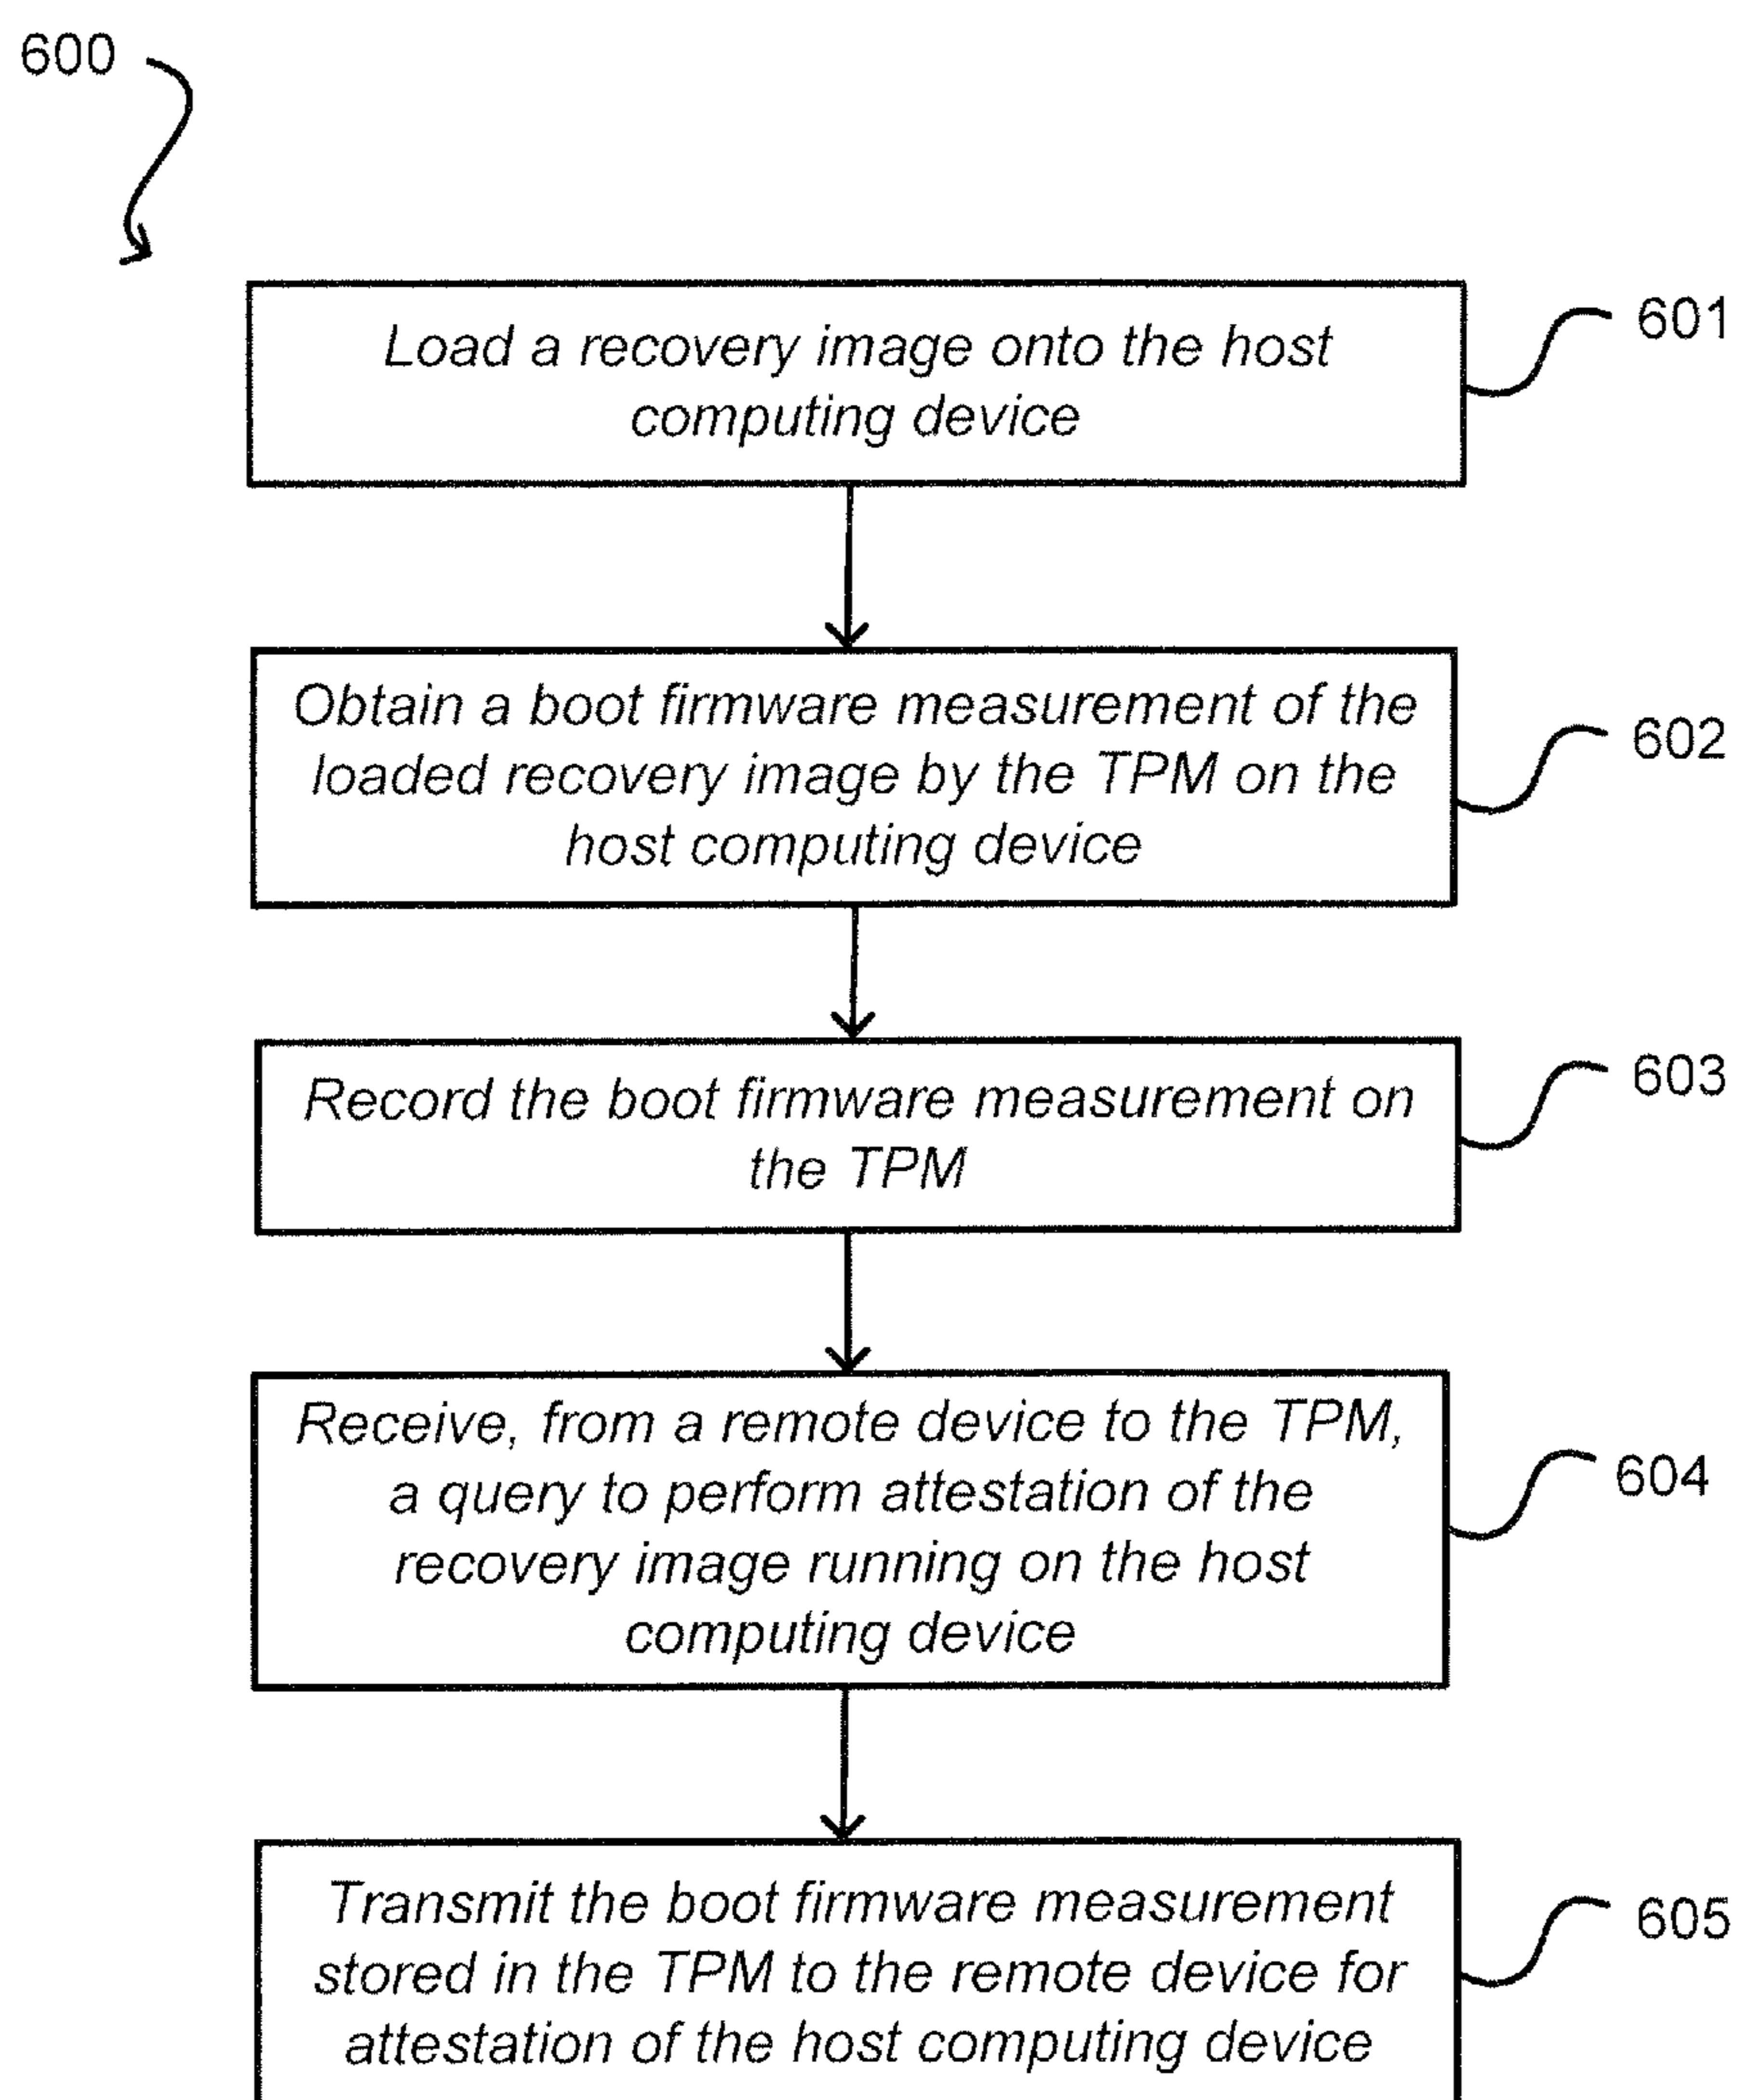 600
Load a recovery image onto the host
computing device
601
Obtain a boot firmware measurement of the
loaded recovery image by the TPM on the
host computing device
602
Record the boot firmware measurement on
the TPM
603
Receive, from a remote device to the TPM,
a query to perform attestation of the
recovery image running on the host
computing device
604
Transmit the boot firmware measurement
stored in the TPM to the remote device for
attestation of the host computing device
605